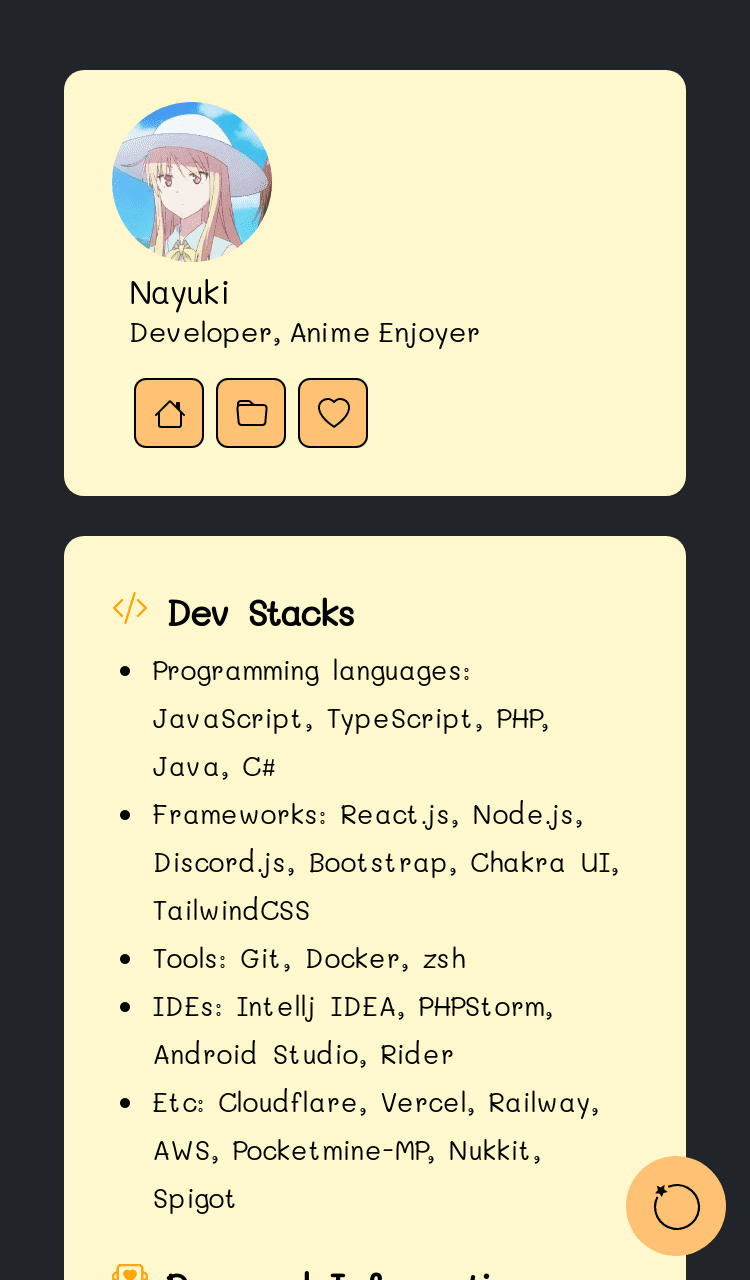 Nayuki
Developer, Anime Enjoyer
Dev Stacks
Programming languages:
JavaScript, TypeScript, PHP,
Java, C#
Frameworks: React.js, Node.js,
Discord.js, Bootstrap, Chakra UI,
TailwindCSS
Tools: Git, Docker, zsh
IDEs: Intellj IDEA, PHPStorm,
Android Studio, Rider
Etc: Cloudflare, Vercel, Railway,
AWS, Pocketmine-MP, Nukkit,
Spigot